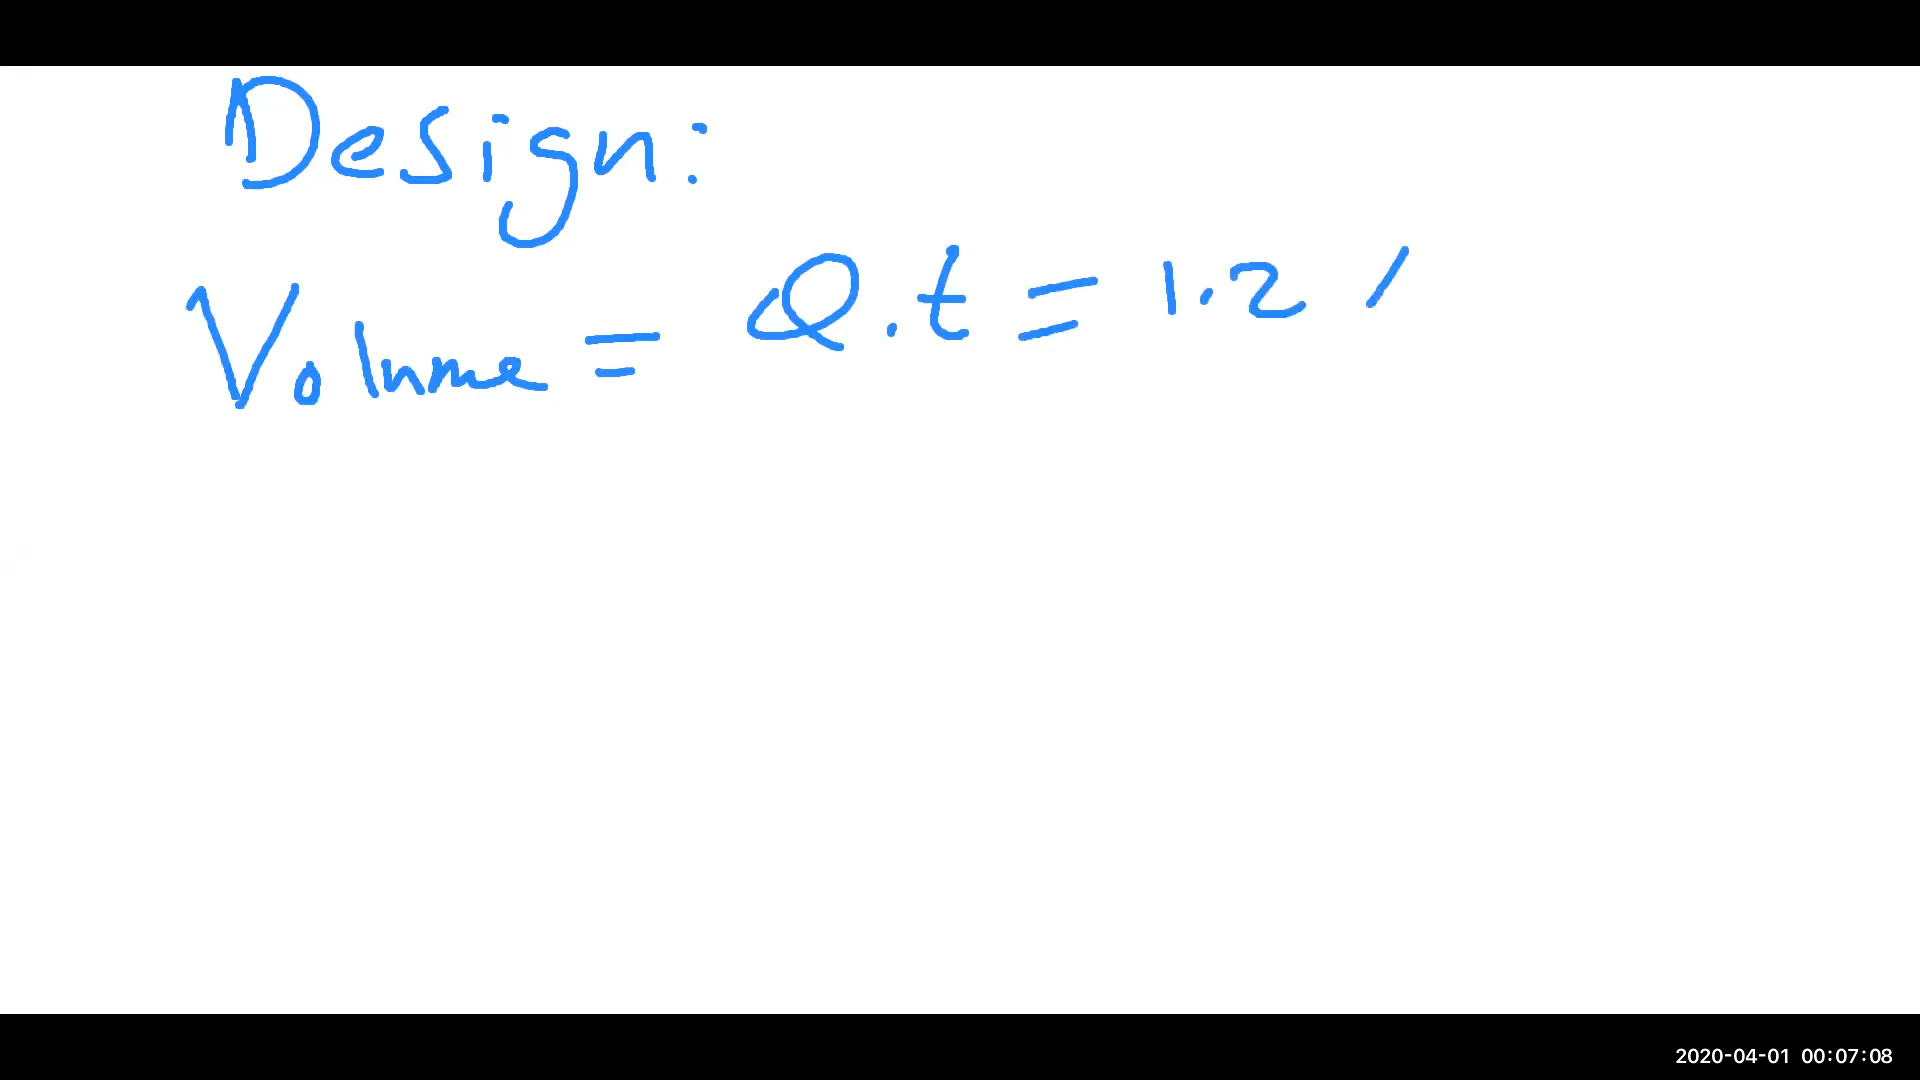 Design:
Volume = Q.t = 1.2 /
2020-04-01 00:07:08